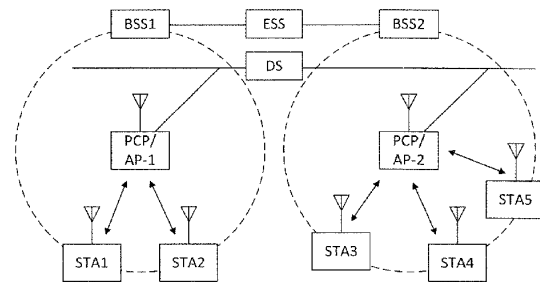 BSS1
ESS
BSS2
DS
PCP/
AP-1
PCP/
AP-2
STA5
STA1
STA2
STA3
STA4